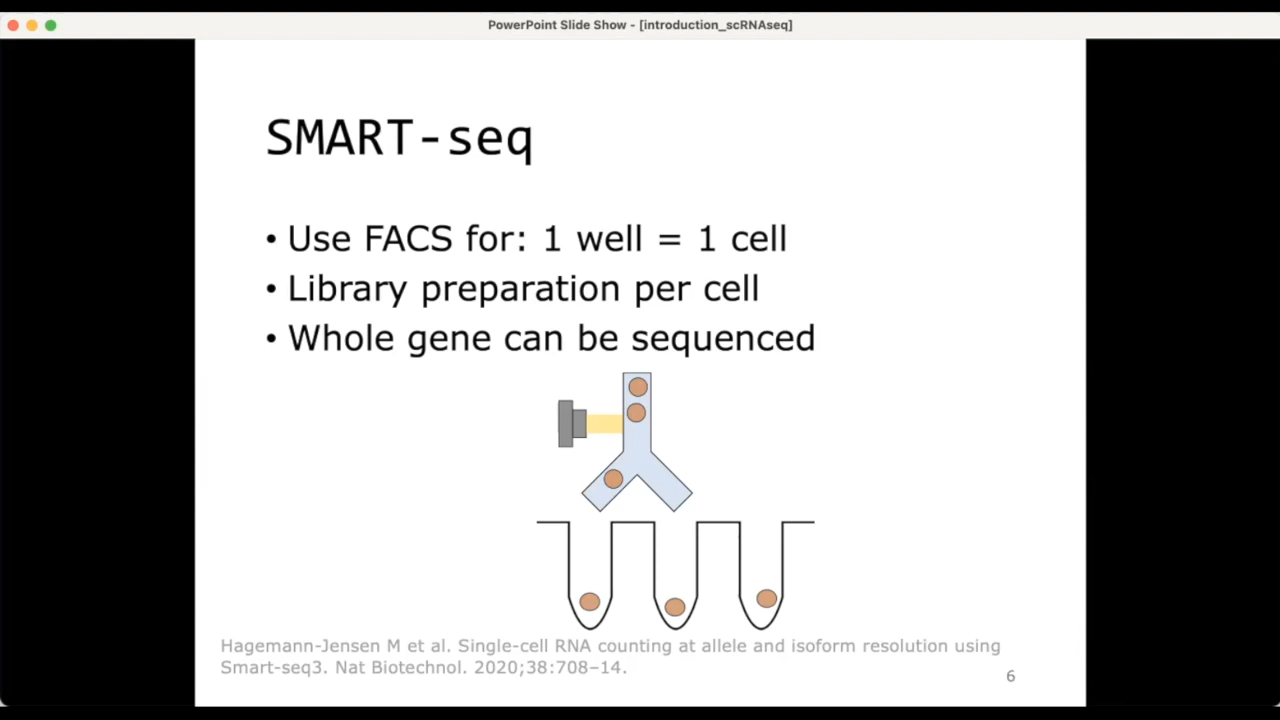 PowerPoint Slide Show - [introduction_scRNAseq]
SMART-seq
• Use FACS for: 1 well = 1 cell
• Library preparation per cell
• Whole gene can be sequenced
Hagemann-Jensen M et al. Single-cell RNA counting at allele and isoform resolution using
Smart-seq3. Nat Biotechnol. 2020;38:708–14.
6